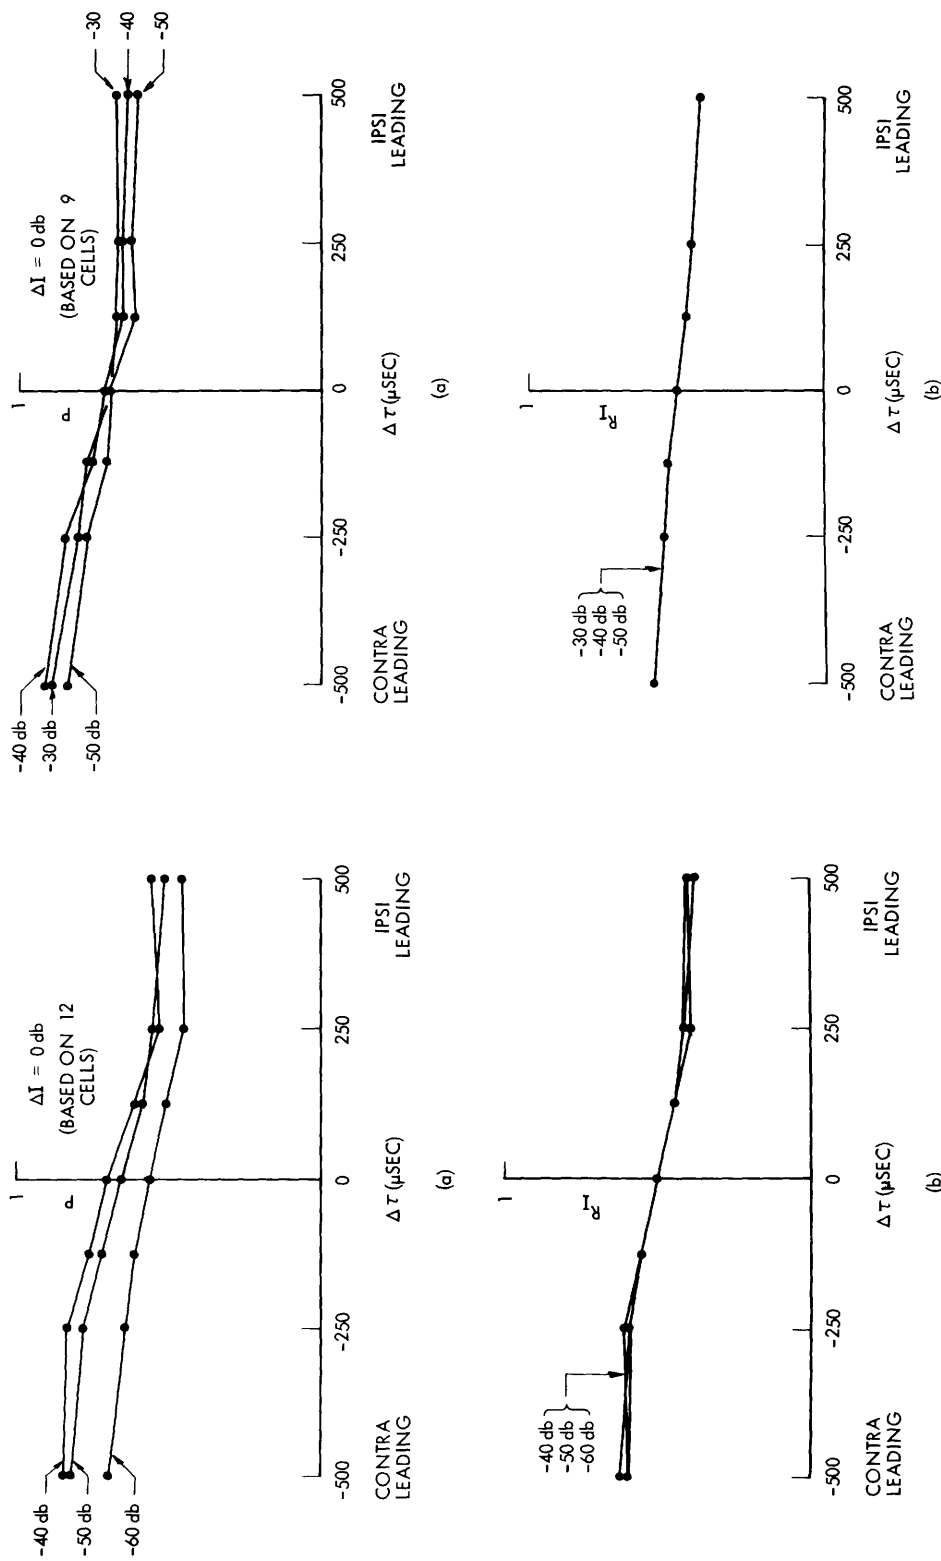 ΔI = 0 db
(BASED ON 12
CELLS)
1
P
-40 db
-50 db
-60 db
-500
-250
0
250
500
CONTRA
LEADING
Δτ (μSEC)
IPSI
LEADING
(a)
ΔI = 0 db
(BASED ON 9
CELLS)
1
P
-40 db
-30 db
-50 db
-30
-40
-50
-500
-250
0
250
500
CONTRA
LEADING
Δτ (μSEC)
IPSI
LEADING
(a)
1
R_I
-40 db
-50 db
-60 db
-500
-250
0
250
500
CONTRA
LEADING
Δτ (μSEC)
IPSI
LEADING
(b)
1
R_I
-30 db
-40 db
-50 db
-500
-250
0
250
500
CONTRA
LEADING
Δτ (μSEC)
IPSI
LEADING
(b)